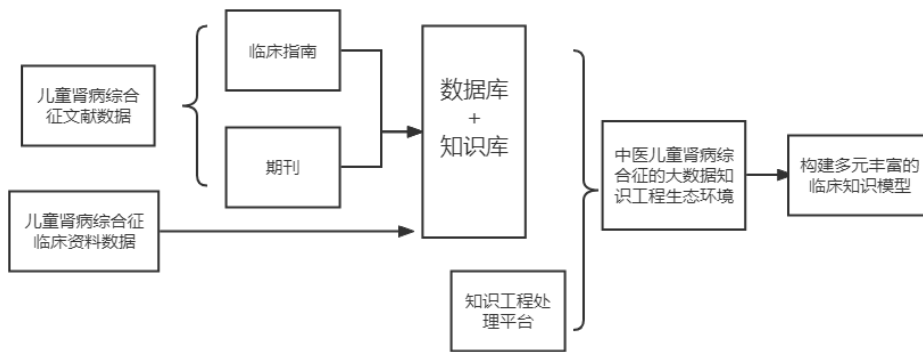 儿童肾病综合
征文献数据
临床指南
期刊
儿童肾病综合征
临床资料数据
数据库
+
知识库
知识工程处
理平台
中医儿童肾病综
合征的大数据知
识工程生态环境
构建多元丰富的
临床知识模型